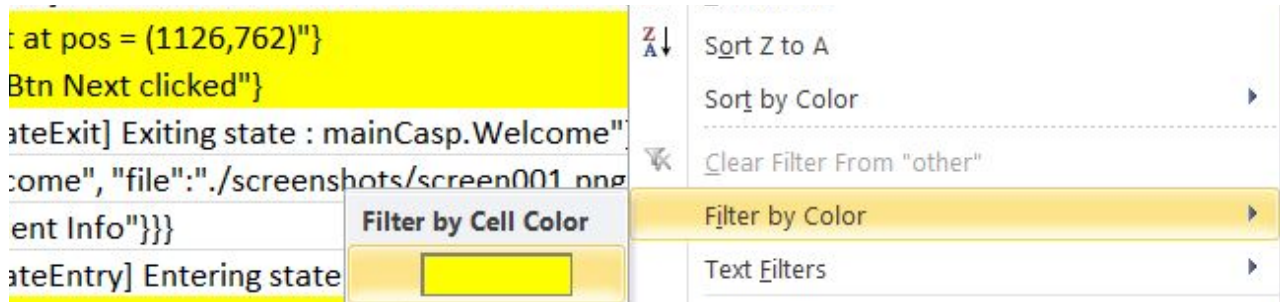 : at pos = (1126,762)"}
Btn Next clicked"}
ateExit] Exiting state : mainCasp.Welcome"}
come", "file":"./screenshots/screen001.png
ent Info"}}}
ateEntry] Entering state
Filter by Cell Color
Sort Z to A
Sort by Color
Clear Filter From "other"
Filter by Color
Text Filters